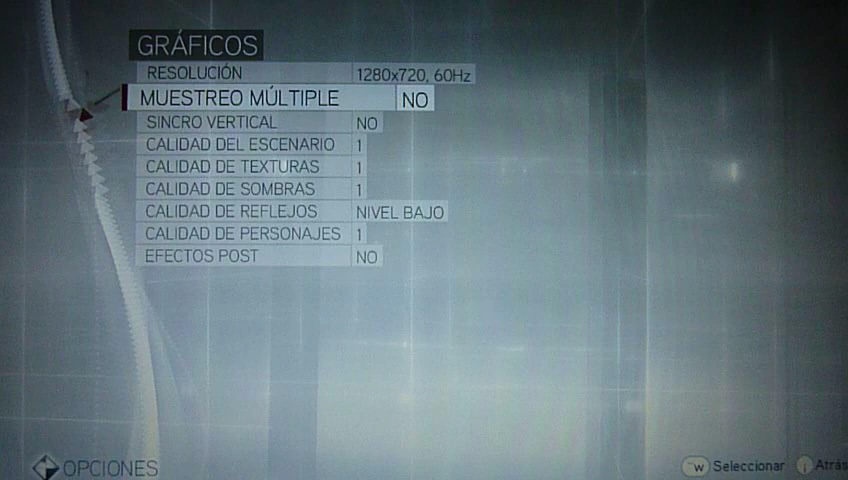 GRÁFICOS
RESOLUCIÓN 1280x720, 60Hz
MUESTREO MÚLTIPLE NO
SINCRO VERTICAL NO
CALIDAD DEL ESCENARIO 1
CALIDAD DE TEXTURAS 1
CALIDAD DE SOMBRAS 1
CALIDAD DE REFLEJOS NIVEL BAJO
CALIDAD DE PERSONAJES 1
EFECTOS POST NO
OPCIONES W Seleccionar Atrás